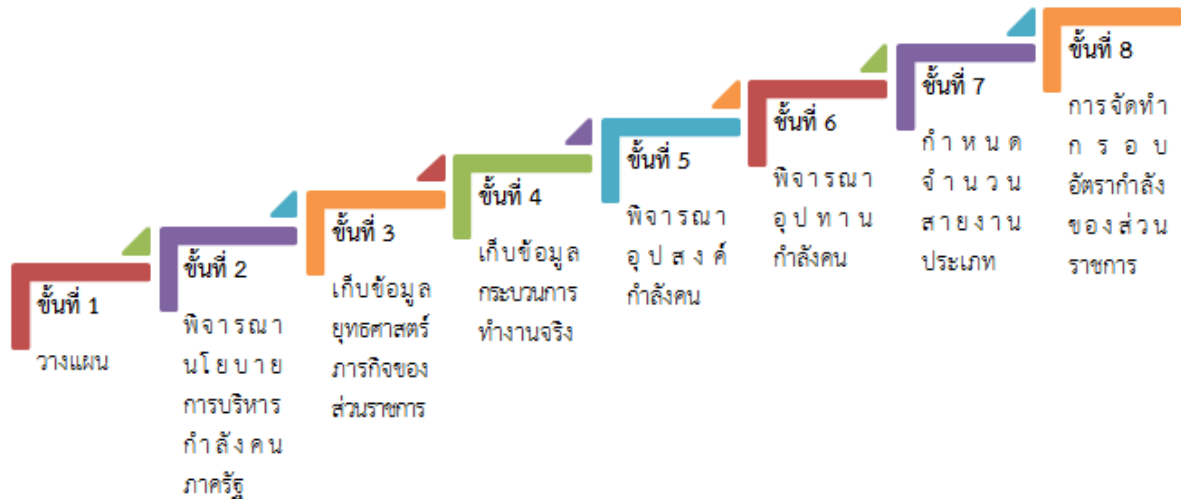 ขั้นที่ 1
วางแผน
ขั้นที่ 2
พิจารณา
นโยบาย
การบริหาร
กำลังคน
ภาครัฐ
ขั้นที่ 3
เก็บข้อมูล
ยุทธศาสตร์
ภารกิจของ
ส่วนราชการ
ขั้นที่ 4
เก็บข้อมูล
กระบวนการ
ทำงานจริง
ขั้นที่ 5
พิจารณา
อุปสงค์
กำลังคน
ขั้นที่ 6
พิจารณา
อุปทาน
กำลังคน
ขั้นที่ 7
กำหนด
จำนวน
สายงาน
ประเภท
ขั้นที่ 8
การจัดทำ
กรอบ
อัตรากำลัง
ของส่วน
ราชการ